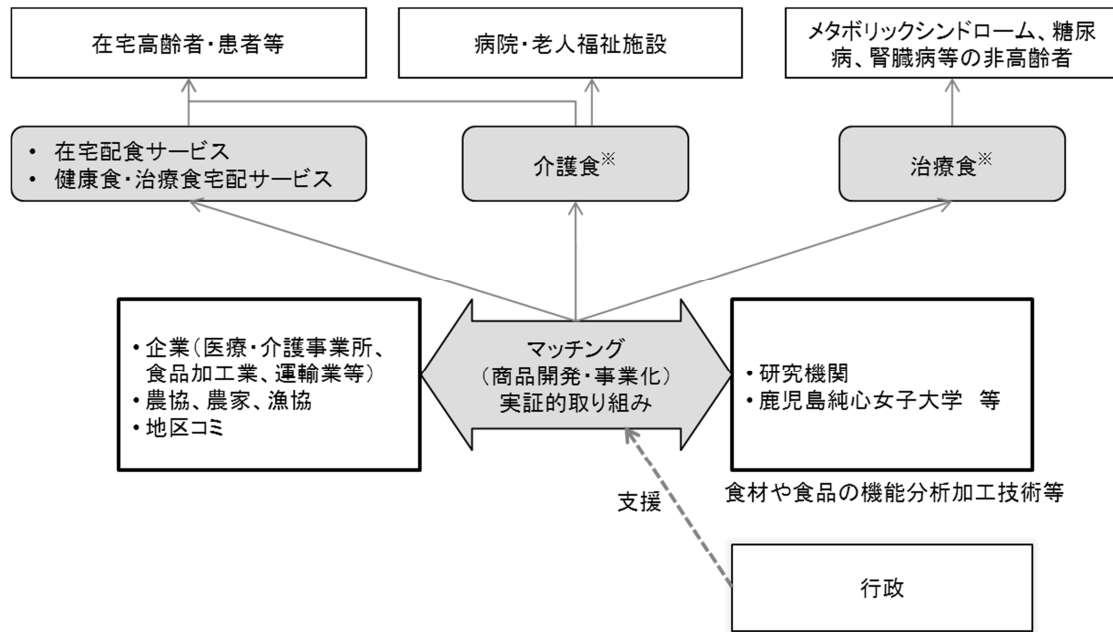 在宅高齢者・患者等
病院・老人福祉施設
メタボリックシンドローム、糖尿
病、腎臓病等の非高齢者
・ 在宅配食サービス
・ 健康食・治療食宅配サービス
介護食※
治療食※
・企業（医療・介護事業所、
食品加工業、運輸業等）
・農協、農家、漁協
・地区コミ
マッチング
（商品開発・事業化）
実証的取り組み
・研究機関
・鹿児島純心女子大学　等
食材や食品の機能分析加工技術等
支援
行政